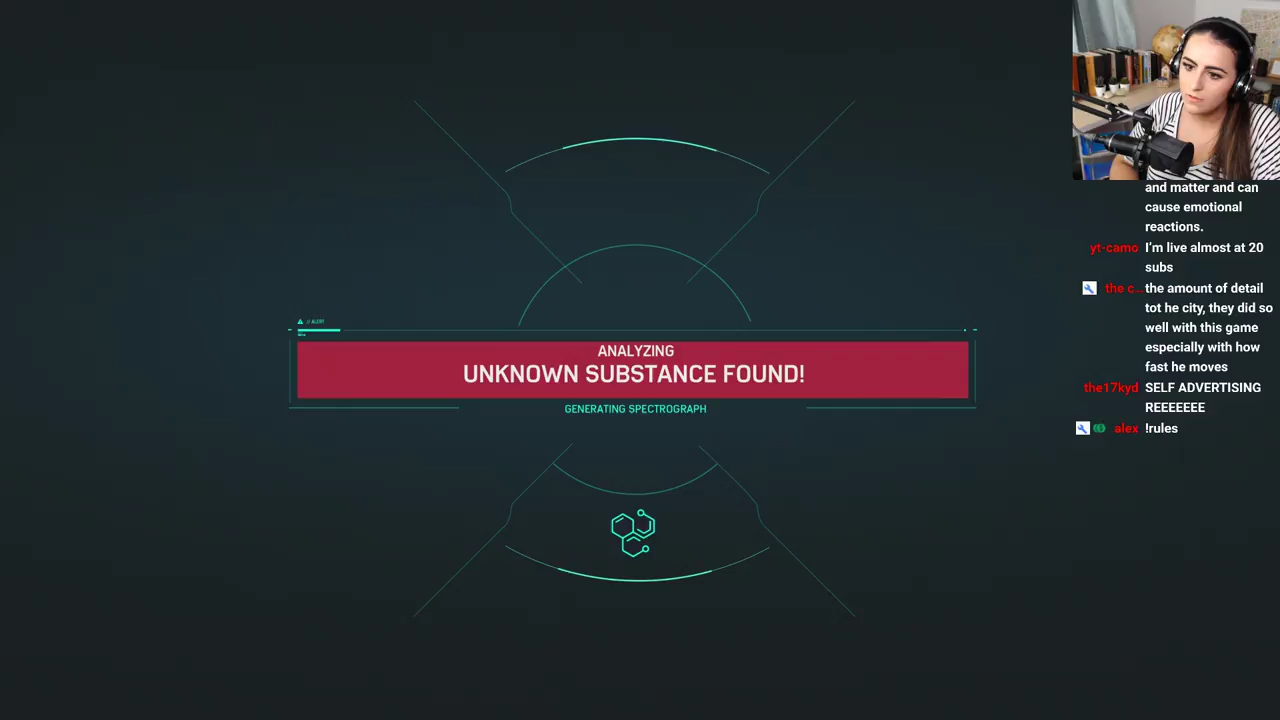 // ALERT
ANALYZING
UNKNOWN SUBSTANCE FOUND!
GENERATING SPECTROGRAPH
and matter and can
cause emotional
reactions.
yt-camo I'm live almost at 20
subs
the c... the amount of detail
tot he city, they did so
well with this game
especially with how
fast he moves
the17kyd SELF ADVERTISING
REEEEEEE
alex !rules